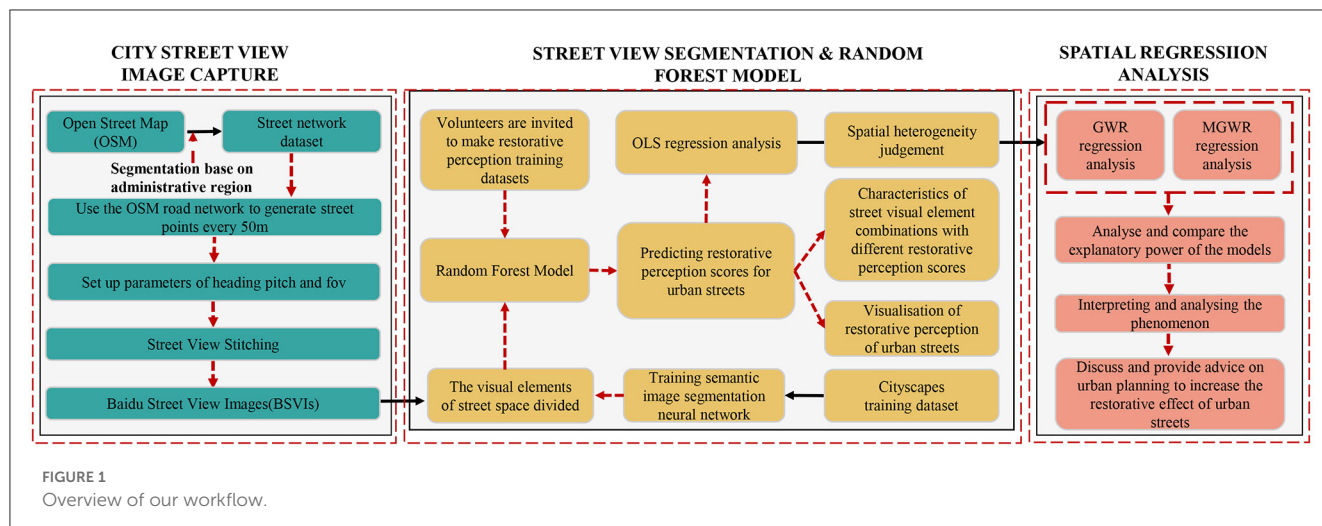 CITY STREET VIEW
IMAGE CAPTURE
Open Street Map
(OSM)
Street network
dataset
Segmentation base on
administrative region
Use the OSM road network to generate street
points every 50m
Set up parameters of heading pitch and fov
Street View Stitching
Baidu Street View Images(BSVIs)
STREET VIEW SEGMENTATION & RANDOM
FOREST MODEL
Volunteers are invited
to make restorative
perception training
datasets
OLS regression analysis
Spatial heterogeneity
judgement
Random Forest Model
Predicting restorative
perception scores for
urban streets
Characteristics of
street visual element
combinations with
different restorative
perception scores
Visualisation of
restorative perception
of urban streets
The visual elements
of street space divided
Training semantic
image segmentation
neural network
Cityscapes
training dataset
SPATIAL REGRESSIION
ANALYSIS
GWR
regression
analysis
MGWR
regression
analysis
Analyse and compare the
explanatory power of the models
Interpreting and analysing the
phenomenon
Discuss and provide advice on
urban planning to increase the
restorative effect of urban
streets
FIGURE 1
Overview of our workflow.